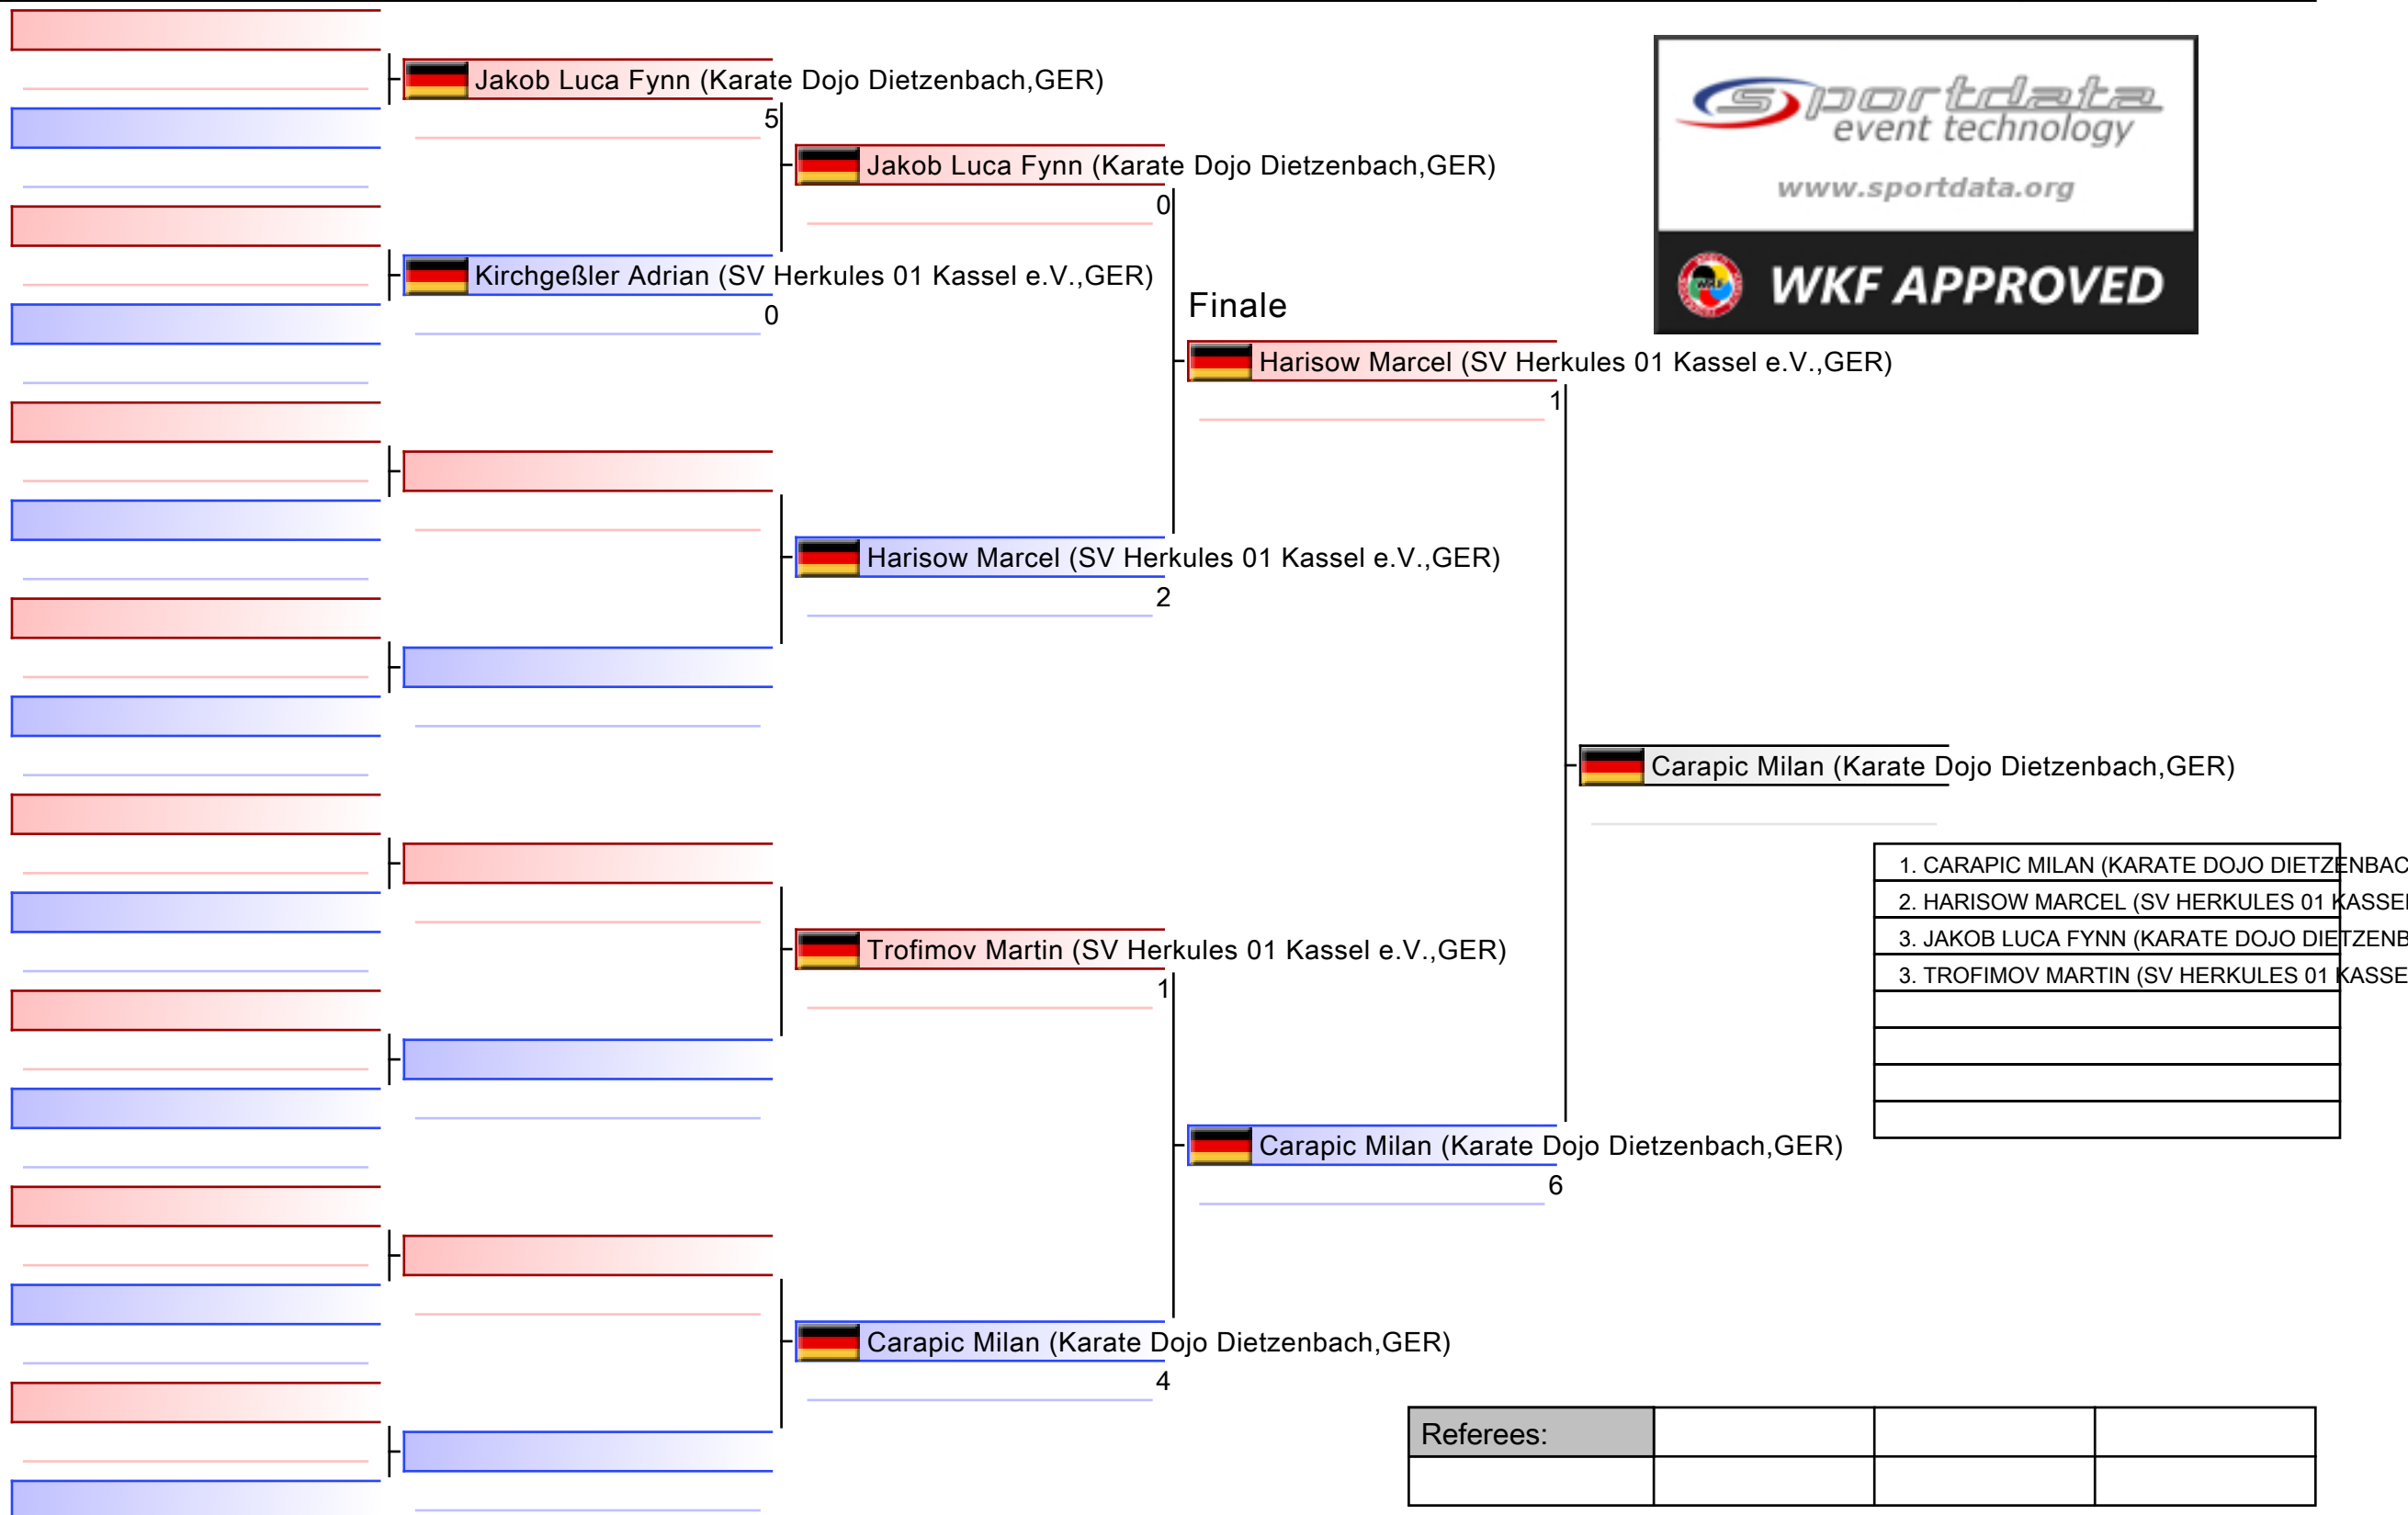 Jakob Luca Fynn (Karate Dojo Dietzenbach,GER)
5
Jakob Luca Fynn (Karate Dojo Dietzenbach,GER)
0
Kirchgeßler Adrian (SV Herkules 01 Kassel e.V.,GER)
0
sportdata
event technology
www.sportdata.org
WKF
WKF APPROVED
Finale
Harisow Marcel (SV Herkules 01 Kassel e.V.,GER)
1
Harisow Marcel (SV Herkules 01 Kassel e.V.,GER)
2
Carapic Milan (Karate Dojo Dietzenbach,GER)
1. CARAPIC MILAN (KARATE DOJO DIETZENBAC
2. HARISOW MARCEL (SV HERKULES 01 KASSEL
3. JAKOB LUCA FYNN (KARATE DOJO DIETZENB
3. TROFIMOV MARTIN (SV HERKULES 01 KASSE
Trofimov Martin (SV Herkules 01 Kassel e.V.,GER)
1
Carapic Milan (Karate Dojo Dietzenbach,GER)
6
Carapic Milan (Karate Dojo Dietzenbach,GER)
4
Referees: